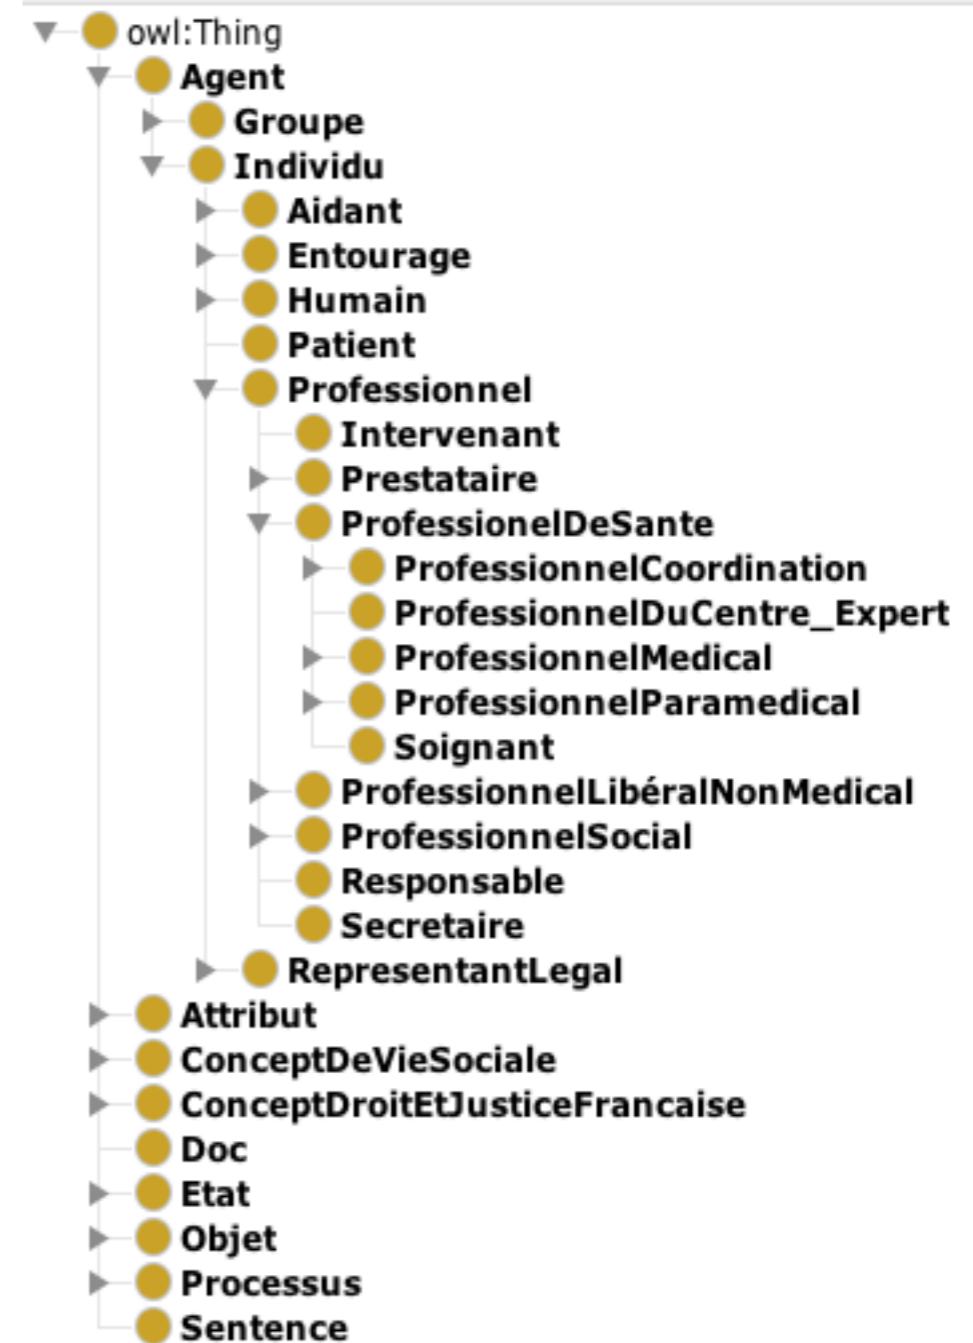 owl:Thing
Agent
Groupe
Individu
Aidant
Entourage
Humain
Patient
Professionnel
Intervenant
Prestataire
ProfessionelDeSante
ProfessionnelCoordination
ProfessionnelDuCentre_Expert
ProfessionnelMedical
ProfessionnelParamedical
Soignant
ProfessionnelLibéralNonMedical
ProfessionnelSocial
Responsable
Secretaire
RepresentantLegal
Attribut
ConceptDeVieSociale
ConceptDroitEtJusticeFrancaise
Doc
Etat
Objet
Processus
Sentence